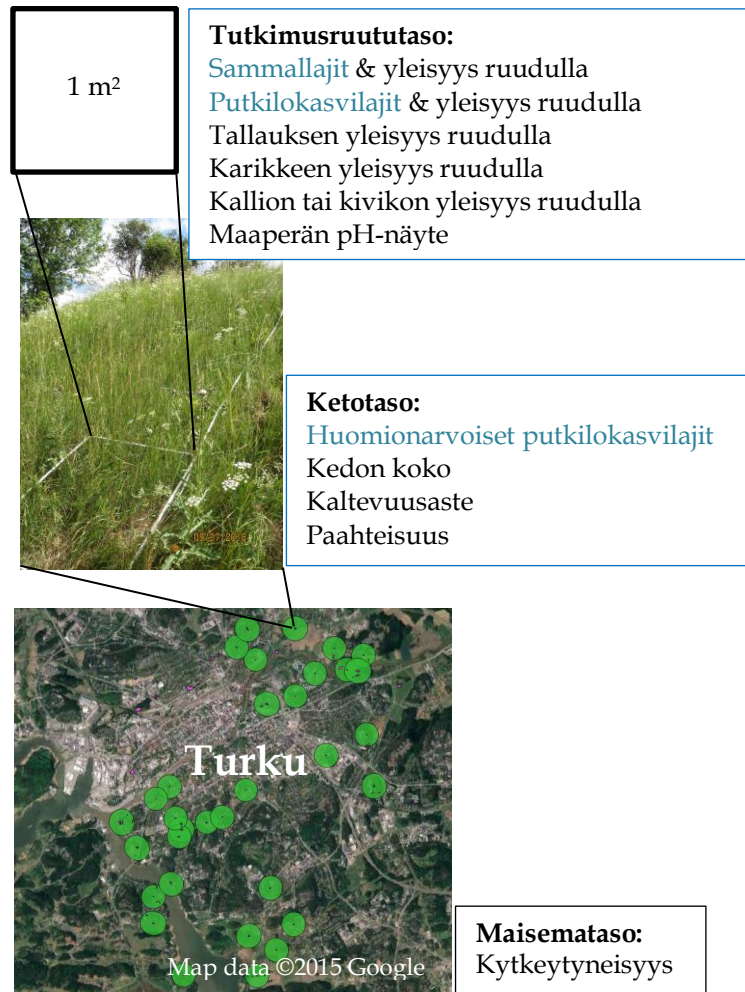 1 m²
Tutkimusruututaso:
Sammallajit & yleisyys ruudulla
Putkilokasvilajit & yleisyys ruudulla
Tallauksen yleisyys ruudulla
Karikkeen yleisyys ruudulla
Kallion tai kivikon yleisyys ruudulla
Maaperän pH-näyte
Ketotaso:
Huomionarvoiset putkilokasvilajit
Kedon koko
Kaltevuusaste
Paahteisuus
Turku
Map data ©2015 Google
Maisemataso:
Kytkeytyneisyys